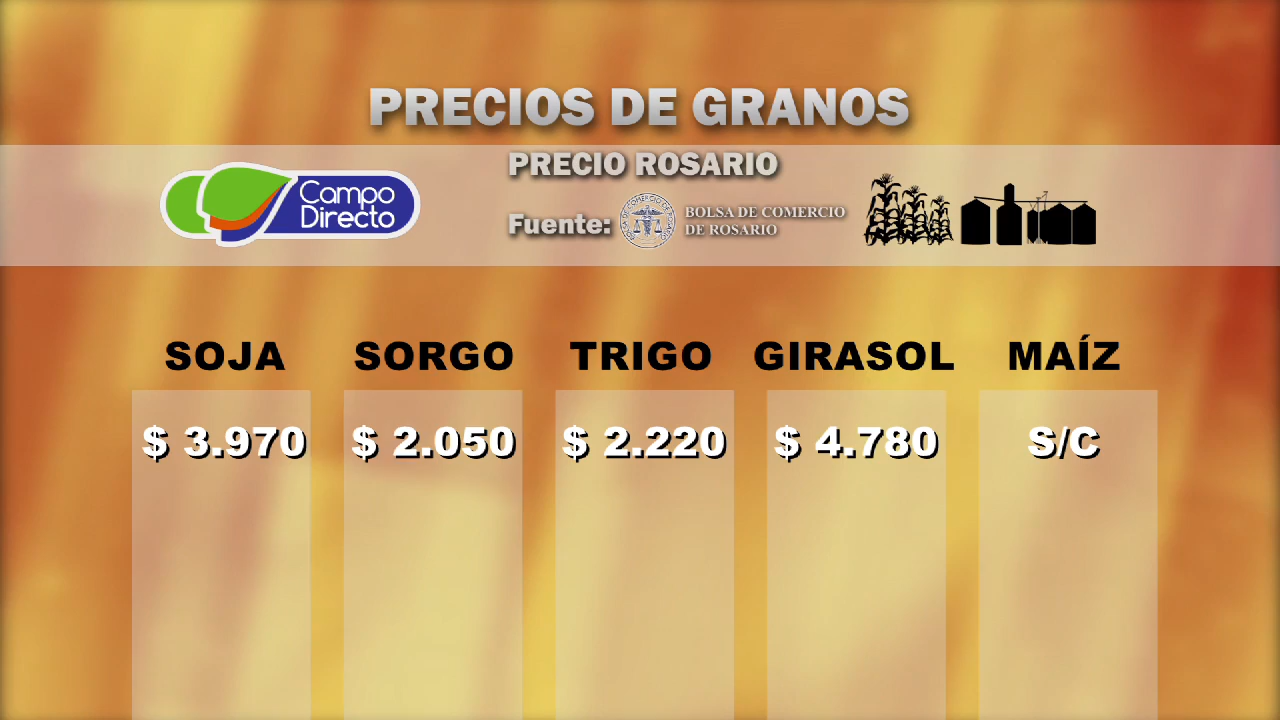 PRECIOS DE GRANOS
PRECIO ROSARIO
Campo
Directo
Fuente:
BOLSA DE COMERCIO
DE ROSARIO
SOJA SORGO TRIGO GIRASOL MAÍZ
$ 3.970 $ 2.050 $ 2.220 $ 4.780 S/C